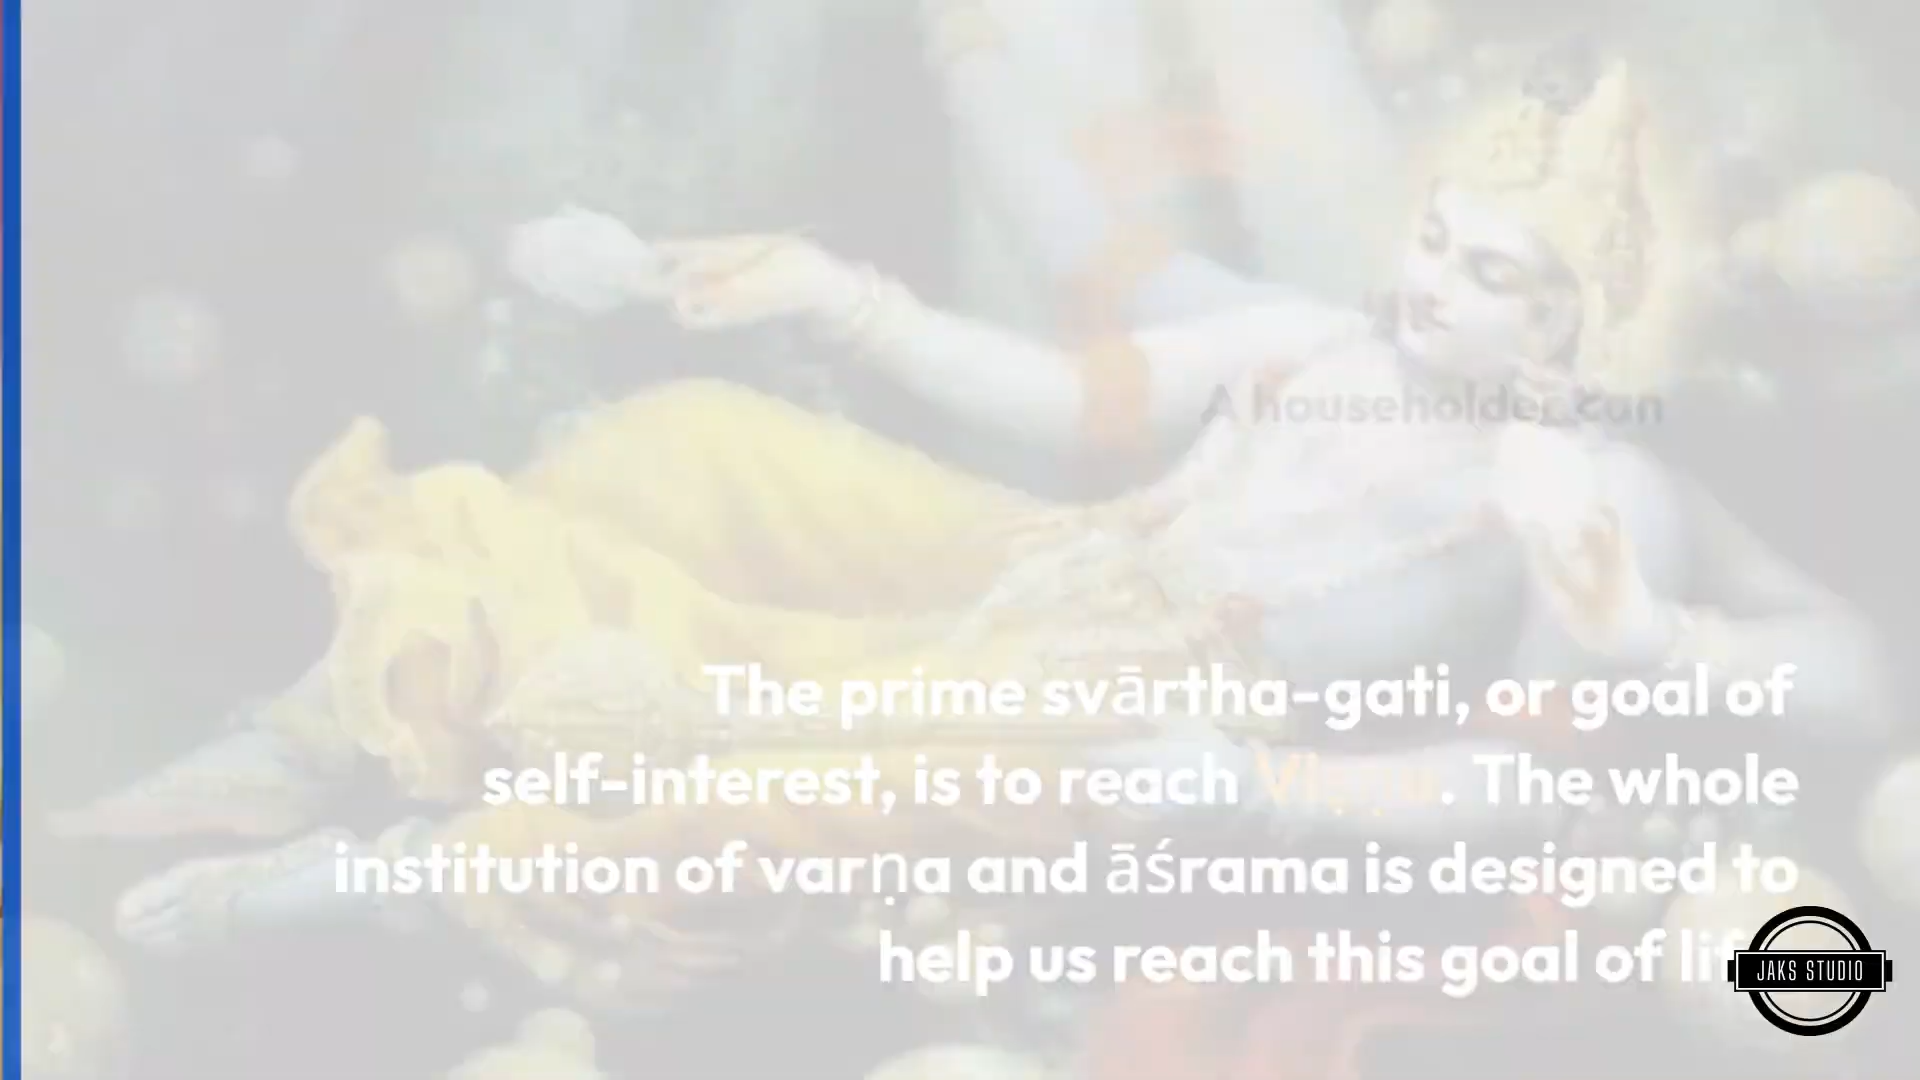 A householder can
The prime svārtha-gati, or goal of
self-interest, is to reach Viṣṇu. The whole
institution of varṇa and āśrama is designed to
help us reach this goal of
JAKS STUDIO